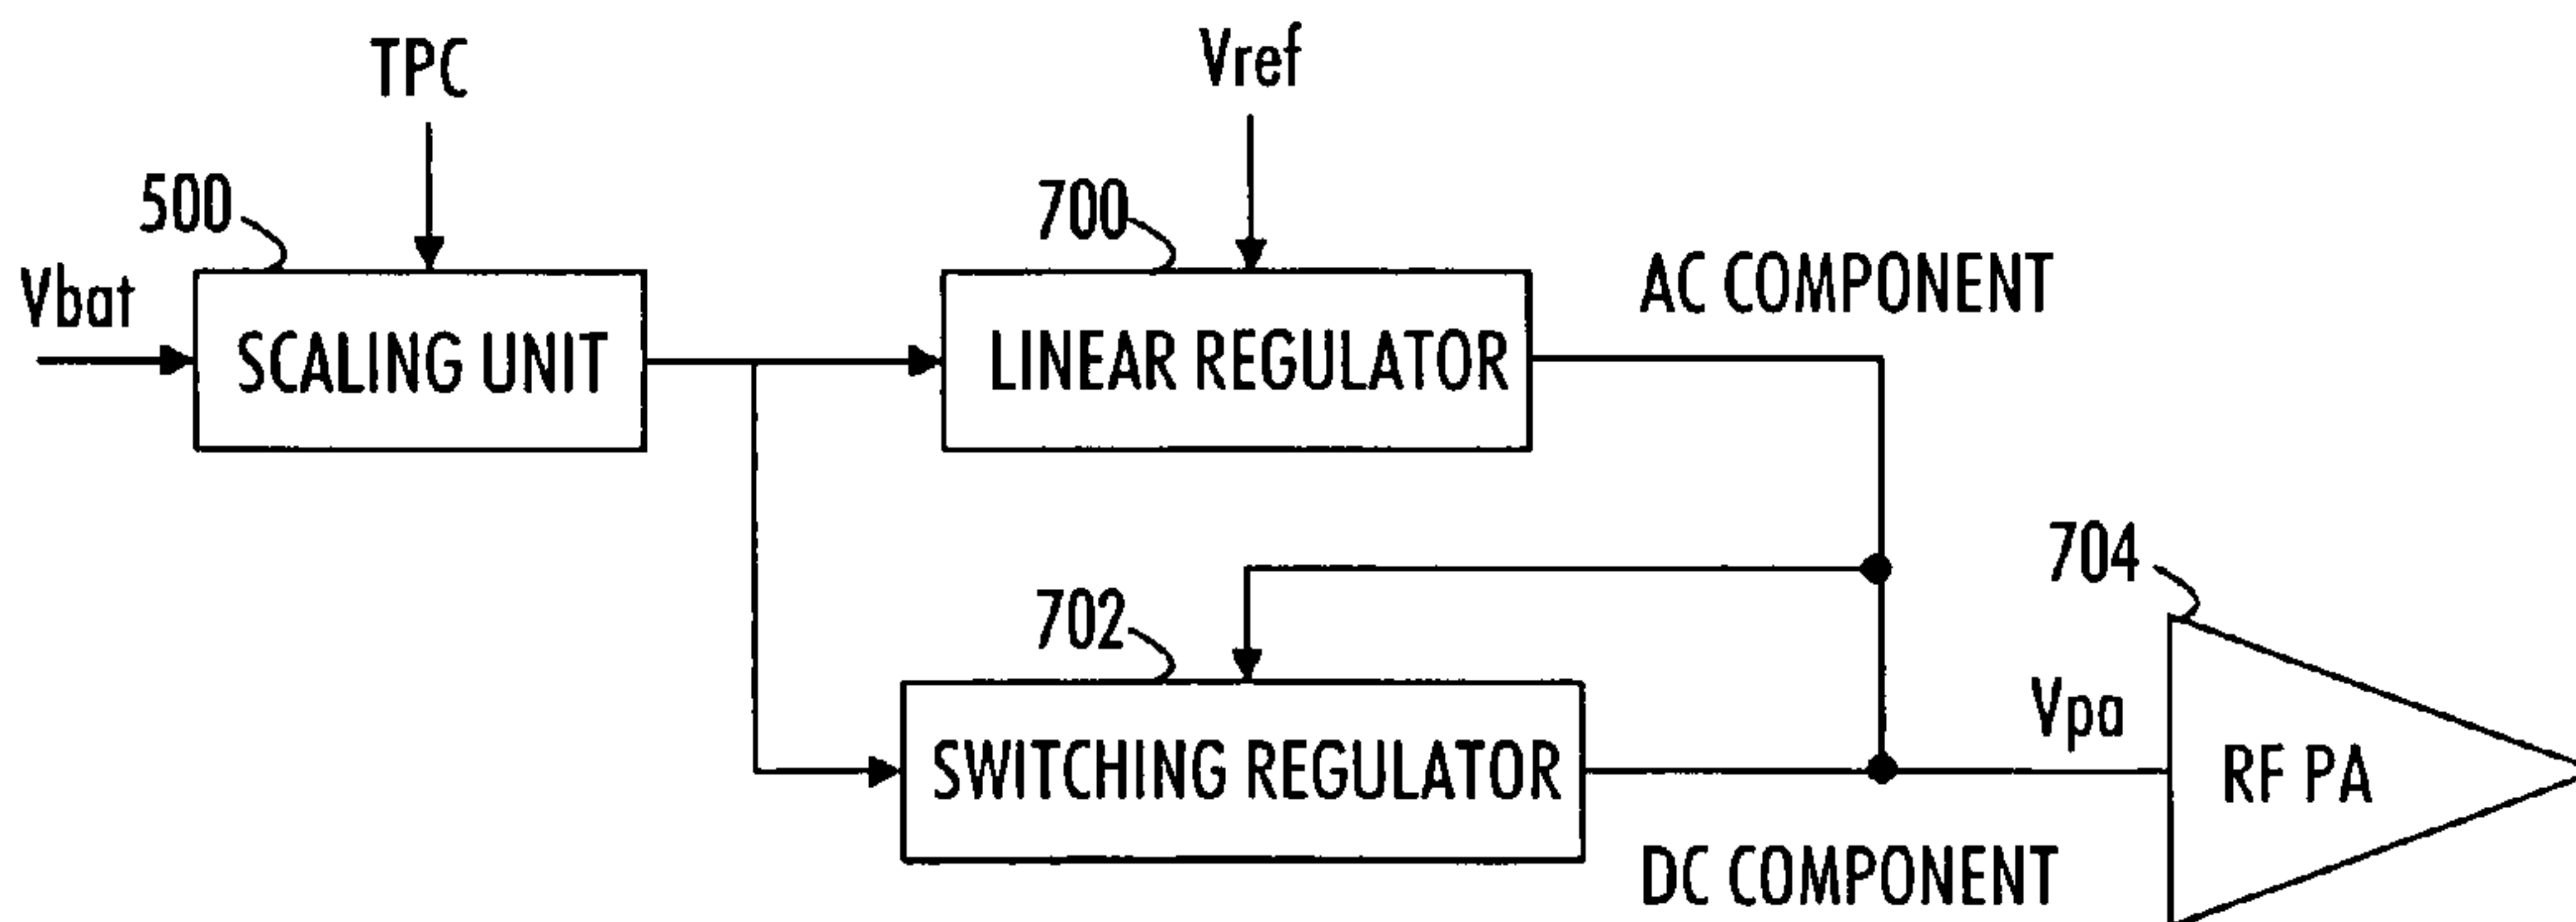 TPC
Vref
500
700
Vbat
SCALING UNIT
LINEAR REGULATOR
AC COMPONENT
702
704
SWITCHING REGULATOR
Vpa
RF PA
DC COMPONENT